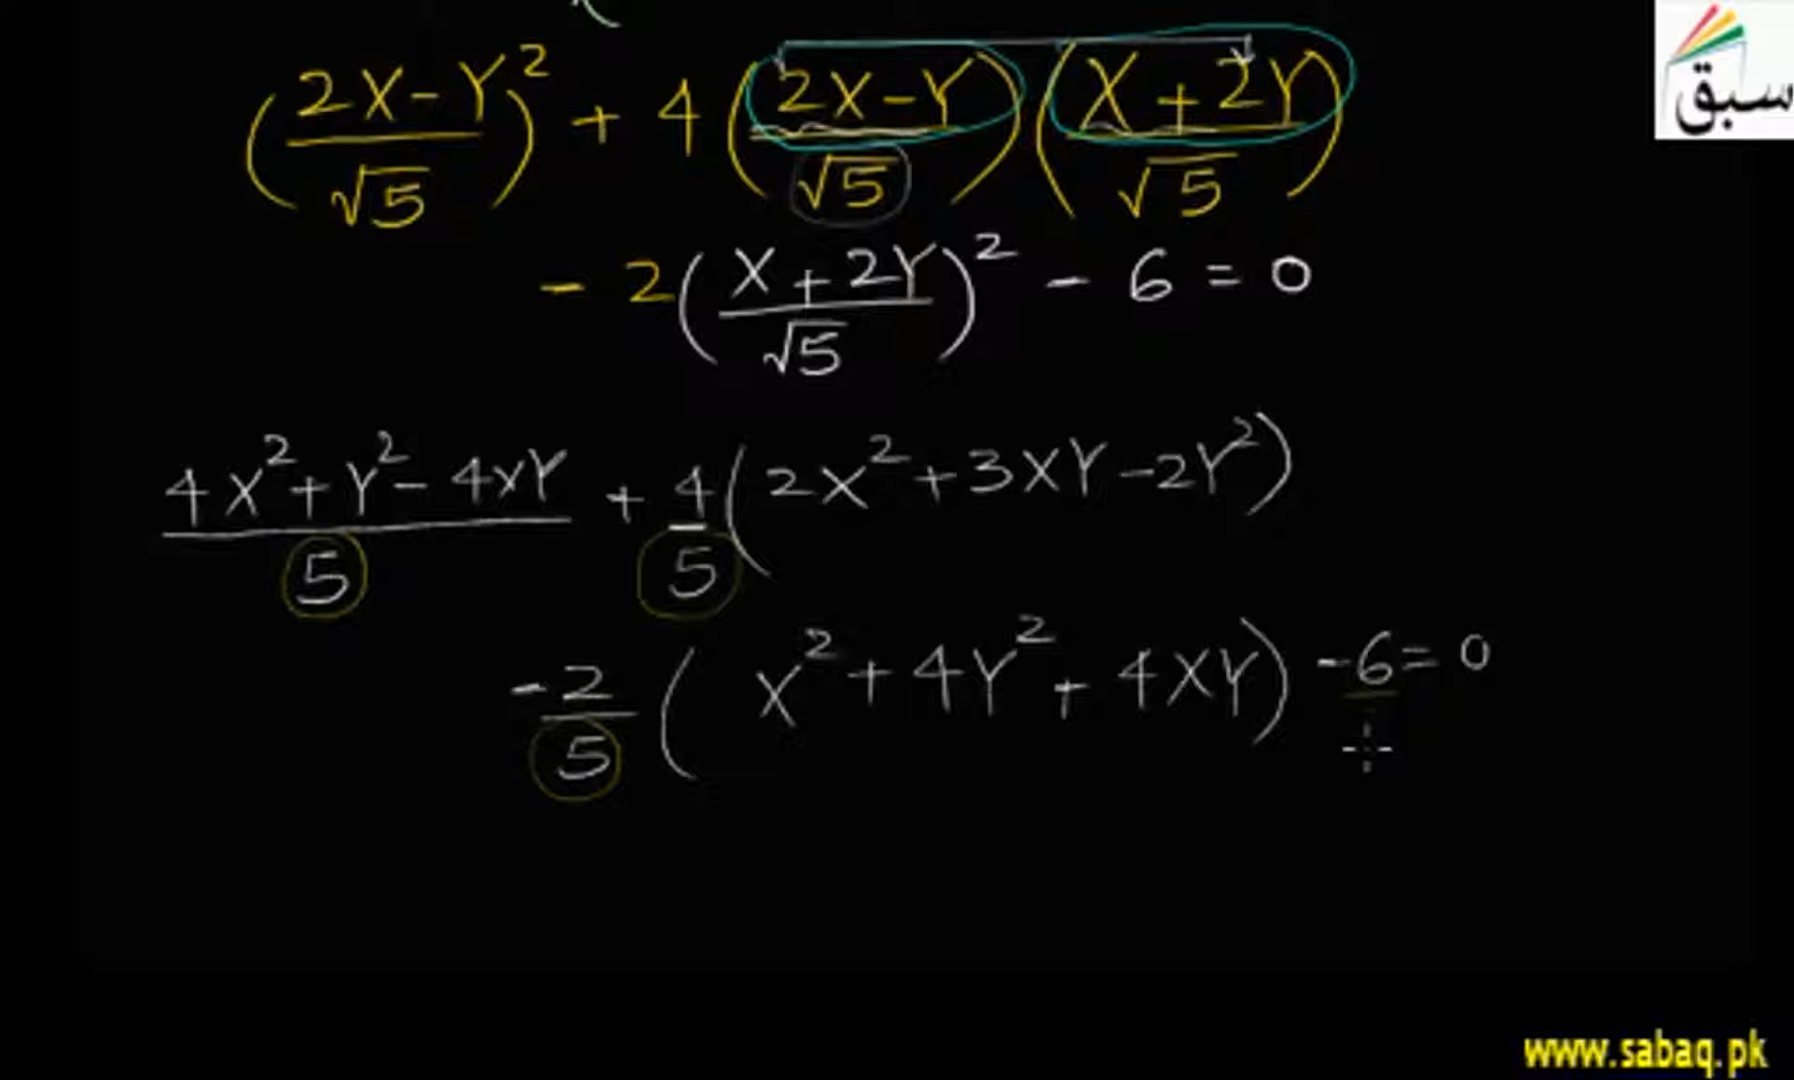 سبق
(2X-Y/√5)² + 4(2X-Y/√5)(X+2Y/√5)
- 2(X+2Y/√5)² - 6 = 0
4X²+Y²-4XY/5 + 4/5(2X²+3XY-2Y²)
-2/5(X²+4Y²+4XY) -6=0
www.sabaq.pk